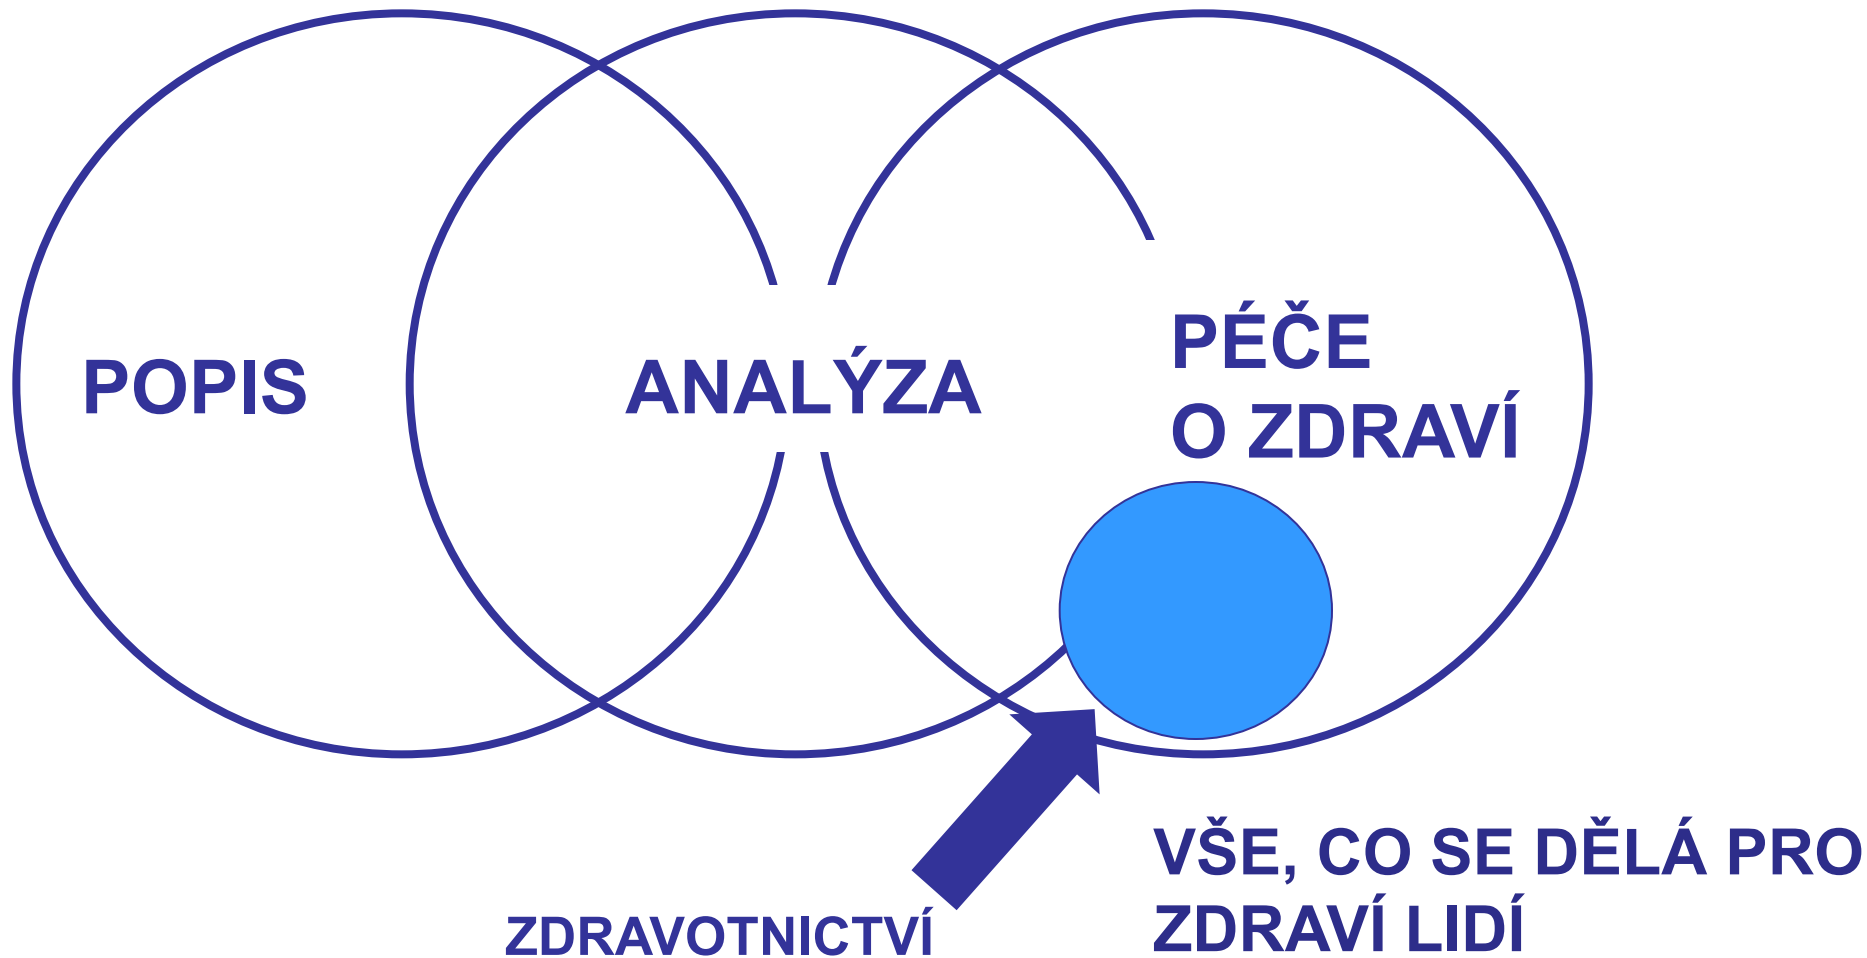 POPIS
ANALÝZA
PÉČE
O ZDRAVÍ
ZDRAVOTNICTVÍ
VŠE, CO SE DĚLÁ PRO
ZDRAVÍ LIDÍ